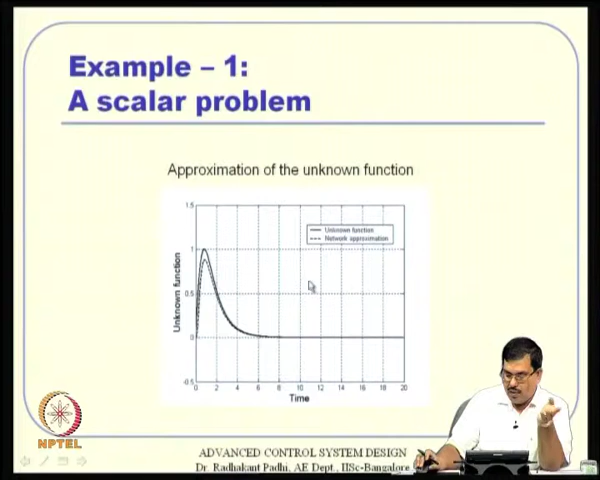 Example – 1:
A scalar problem
Approximation of the unknown function
1.5
Unknown function
Network approximation
1
0.5
0
-0.5
Unknown function
0 2 4 6 8 10 12 14 16 18 20
Time
NPTEL
ADVANCED CONTROL SYSTEM DESIGN
Dr. Radhakant Padhi, AE Dept., IISc-Bangalore